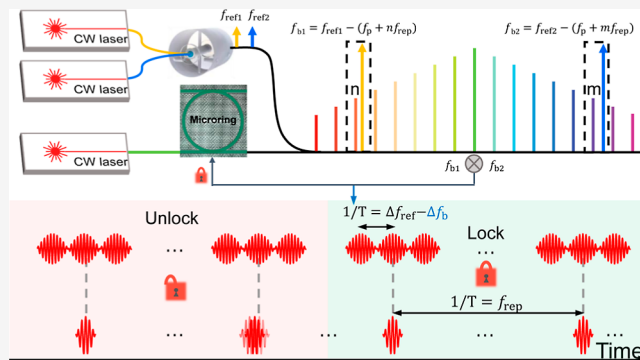 f_ref1 f_ref2
f_b1 = f_ref1 − (f_p + nf_rep)
f_b2 = f_ref2 − (f_p + mf_rep)
CW laser
CW laser
n
m
Microring
CW laser
f_b1
f_b2
1/T = Δf_ref−Δf_b
Unlock
Lock
...
...
...
1/T = f_rep
...
...
...
...
Time